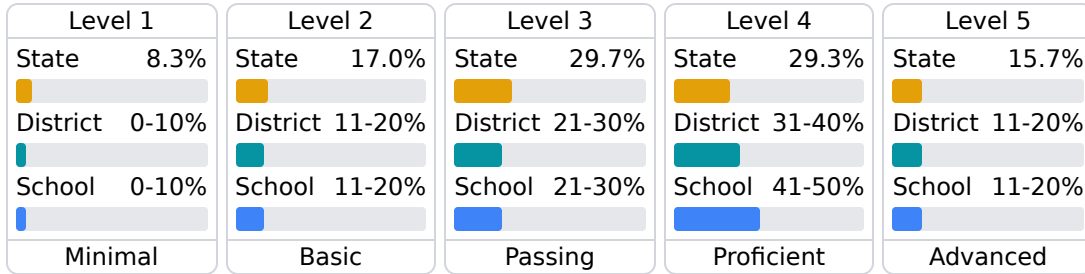 Level 1
State 8.3%
District 0-10%
School 0-10%
Minimal
Level 2
State 17.0%
District 11-20%
School 11-20%
Basic
Level 3
State 29.7%
District 21-30%
School 21-30%
Passing
Level 4
State 29.3%
District 31-40%
School 41-50%
Proficient
Level 5
State 15.7%
District 11-20%
School 11-20%
Advanced